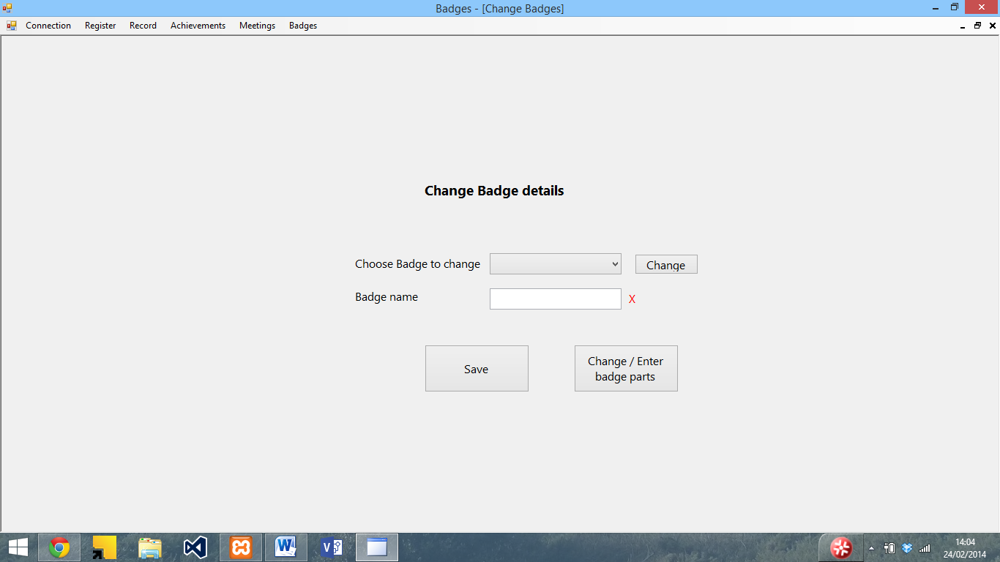 Badges - [Change Badges]
Connection Register Record Achievements Meetings Badges
Change Badge details
Choose Badge to change Change
Badge name X
Save
Change / Enter
badge parts
14:04
24/02/2014